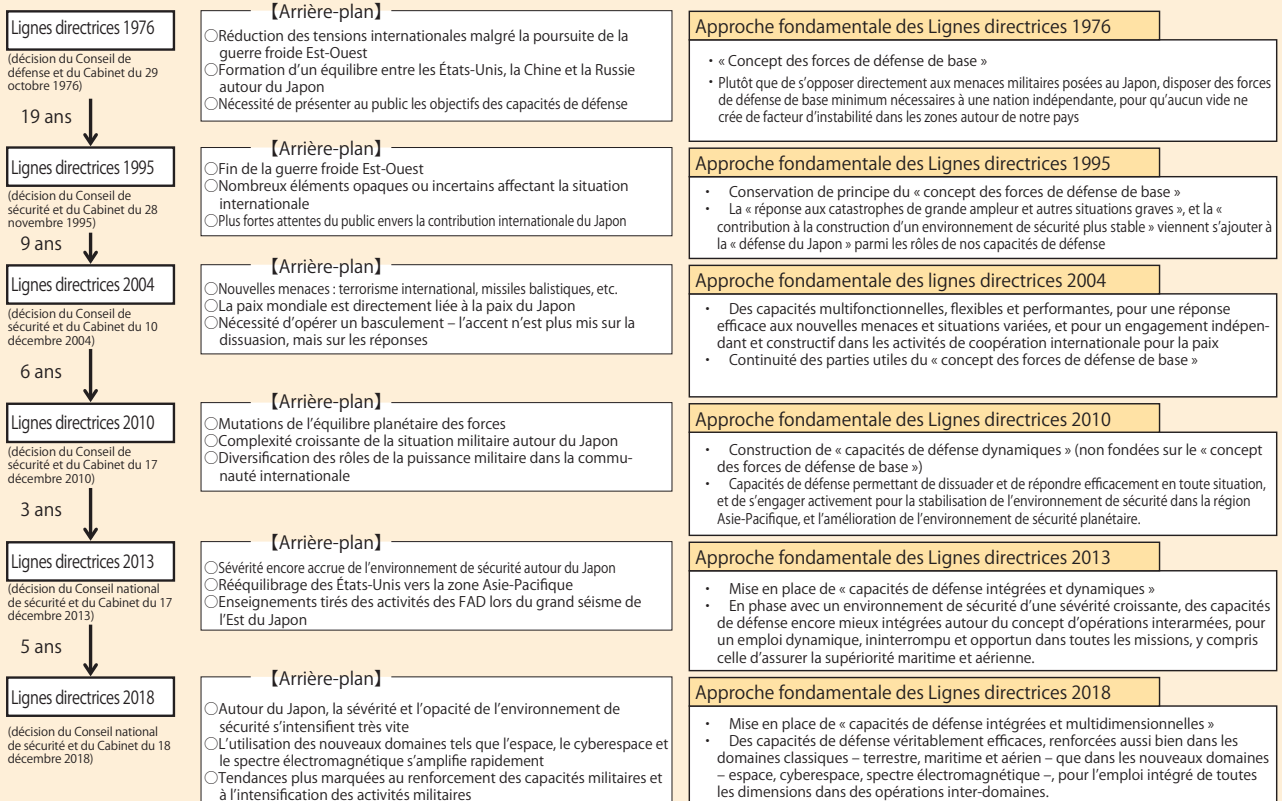 Lignes directrices 1976
(décision du Conseil de
défense et du Cabinet du 29
octobre 1976)
19 ans
【Arrière-plan】
○Réduction des tensions internationales malgré la poursuite de la
guerre froide Est-Ouest
○Formation d’un équilibre entre les États-Unis, la Chine et la Russie
autour du Japon
○Nécessité de présenter au public les objectifs des capacités de défense
Approche fondamentale des Lignes directrices 1976
・« Concept des forces de défense de base »
・Plutôt que de s’opposer directement aux menaces militaires posées au Japon, disposer des forces
de défense de base minimum nécessaires à une nation indépendante, pour qu’aucun vide ne
crée de facteur d’instabilité dans les zones autour de notre pays
Lignes directrices 1995
(décision du Conseil de
sécurité et du Cabinet du 28
novembre 1995)
9 ans
【Arrière-plan】
○Fin de la guerre froide Est-Ouest
○Nombreux éléments opaques ou incertains affectant la situation
internationale
○Plus fortes attentes du public envers la contribution internationale du Japon
Approche fondamentale des Lignes directrices 1995
・ Conservation de principe du « concept des forces de défense de base »
・ La « réponse aux catastrophes de grande ampleur et autres situations graves », et la «
contribution à la construction d’un environnement de sécurité plus stable » viennent s’ajouter à
la « défense du Japon » parmi les rôles de nos capacités de défense
Lignes directrices 2004
(décision du Conseil de
sécurité et du Cabinet du 10
décembre 2004)
6 ans
【Arrière-plan】
○Nouvelles menaces : terrorisme international, missiles balistiques, etc.
○La paix mondiale est directement liée à la paix du Japon
○Nécessité d’opérer un basculement – l’accent n’est plus mis sur la
dissuasion, mais sur les réponses
Approche fondamentale des lignes directrices 2004
・ Des capacités multifonctionnelles, flexibles et performantes, pour une réponse
efficace aux nouvelles menaces et situations variées, et pour un engagement indépen-
dant et constructif dans les activités de coopération internationale pour la paix
・ Continuité des parties utiles du « concept des forces de défense de base »
Lignes directrices 2010
(décision du Conseil de
sécurité et du Cabinet du 17
décembre 2010)
3 ans
【Arrière-plan】
○Mutations de l’équilibre planétaire des forces
○Complexité croissante de la situation militaire autour du Japon
○Diversification des rôles de la puissance militaire dans la commu-
nauté internationale
Approche fondamentale des Lignes directrices 2010
・ Construction de « capacités de défense dynamiques » (non fondées sur le « concept
des forces de défense de base »)
・ Capacités de défense permettant de dissuader et de répondre efficacement en toute situation,
et de s’engager activement pour la stabilisation de l’environnement de sécurité dans la région
Asie-Pacifique, et l’amélioration de l’environnement de sécurité planétaire.
Lignes directrices 2013
(décision du Conseil national
de sécurité et du Cabinet du 17
décembre 2013)
5 ans
【Arrière-plan】
○Sévérité encore accrue de l’environnement de sécurité autour du Japon
○Rééquilibrage des États-Unis vers la zone Asie-Pacifique
○Enseignements tirés des activités des FAD lors du grand séisme de
l’Est du Japon
Approche fondamentale des Lignes directrices 2013
・ Mise en place de « capacités de défense intégrées et dynamiques »
・ En phase avec un environnement de sécurité d’une sévérité croissante, des capacités
de défense encore mieux intégrées autour du concept d’opérations interarmées, pour
un emploi dynamique, ininterrompu et opportun dans toutes les missions, y compris
celle d’assurer la supériorité maritime et aérienne.
Lignes directrices 2018
(décision du Conseil national
de sécurité et du Cabinet du 18
décembre 2018)
【Arrière-plan】
○Autour du Japon, la sévérité et l’opacité de l’environnement de
sécurité s’intensifient très vite
○L’utilisation des nouveaux domaines tels que l’espace, le cyberespace et
le spectre électromagnétique s’amplifie rapidement
○Tendances plus marquées au renforcement des capacités militaires et
à l’intensification des activités militaires
Approche fondamentale des Lignes directrices 2018
・ Mise en place de « capacités de défense intégrées et multidimensionnelles »
・ Des capacités de défense véritablement efficaces, renforcées aussi bien dans les
domaines classiques – terrestre, maritime et aérien – que dans les nouveaux domaines
– espace, cyberespace, spectre électromagnétique –, pour l’emploi intégré de toutes
les dimensions dans des opérations inter-domaines.